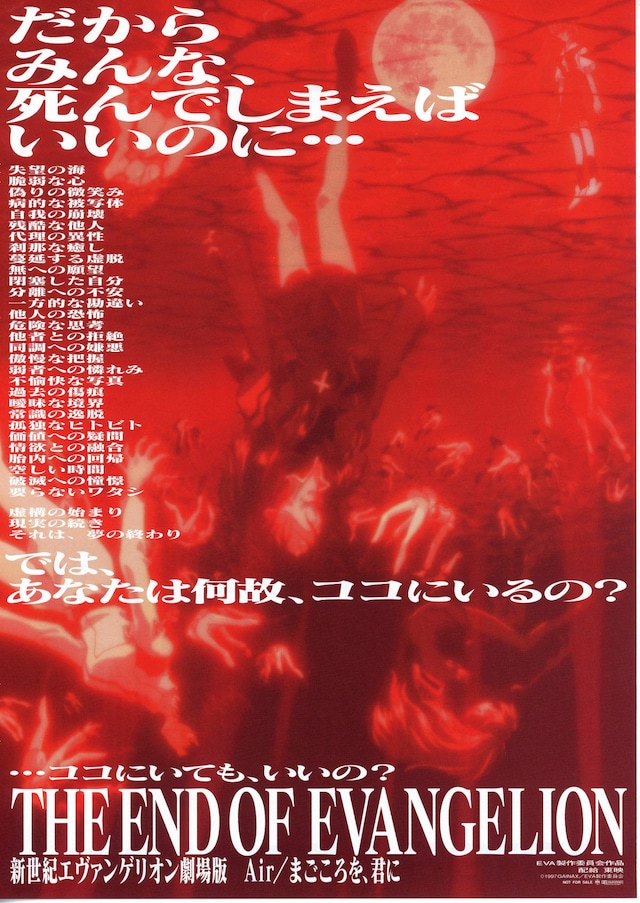 だから
みんな、
死んでしまえば
いいのに…
失望の海
脆弱な心
偽りの微笑み
病的な被写体
自我の崩壊
残酷な他人
代理の異性
刹那な癒し
蔓延する虚脱
無への願望
閉塞した自分
分離への不安
一方的な勘違い
他人の恐怖
危険な思考
他者との拒絶
同調への嫌悪
傲慢な把握
弱者への憐れみ
不愉快な写真
過去の傷痕
曖昧な境界
常識の逸脱
孤独なヒトビト
価値への疑問
情欲との融合
胎内への回帰
空しい時間
破滅への憧憬
要らないワタシ
虚構の始まり
現実の続き
それは、夢の終わり
では、
あなたは何故、ココにいるの?
…ココにいても、いいの?
THE END OF EVANGELION
新世紀エヴァンゲリオン劇場版 Air/まごころを、君に
EVA製作委員会作品
配給 東映
©1997 GAINAX/EVA製作委員会
NOT FOR SALE